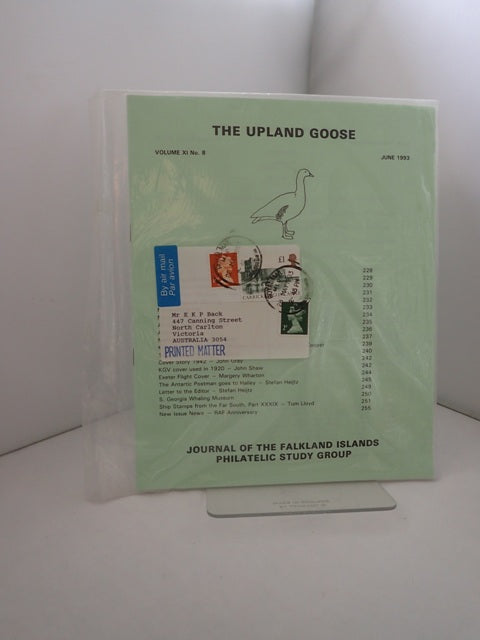 THE UPLAND GOOSE
VOLUME XI No. 8
JUNE 1993
By air mail
Par avion
£1
Mr E K P Back
447 Canning Street
North Carlton
Victoria
AUSTRALIA 3054
PRINTED MATTER
228
229
230
231
232
233
234
235
236
237
239
Cover Story 1942 - John Gray 240
KGV cover used in 1920 - John Shaw 242
Exeter Flight Cover - Margery Wharton 244
The Antarctic Postman goes to Halley - Stefan Heijtz 245
Letter to the Editor - Stefan Heijtz 249
S. Georgia Whaling Museum 250
Ship Stamps from the Far South, Part XXXIX - Tom Lloyd 251
New Issue News - RAF Anniversary 255
JOURNAL OF THE FALKLAND ISLANDS
PHILATELIC STUDY GROUP